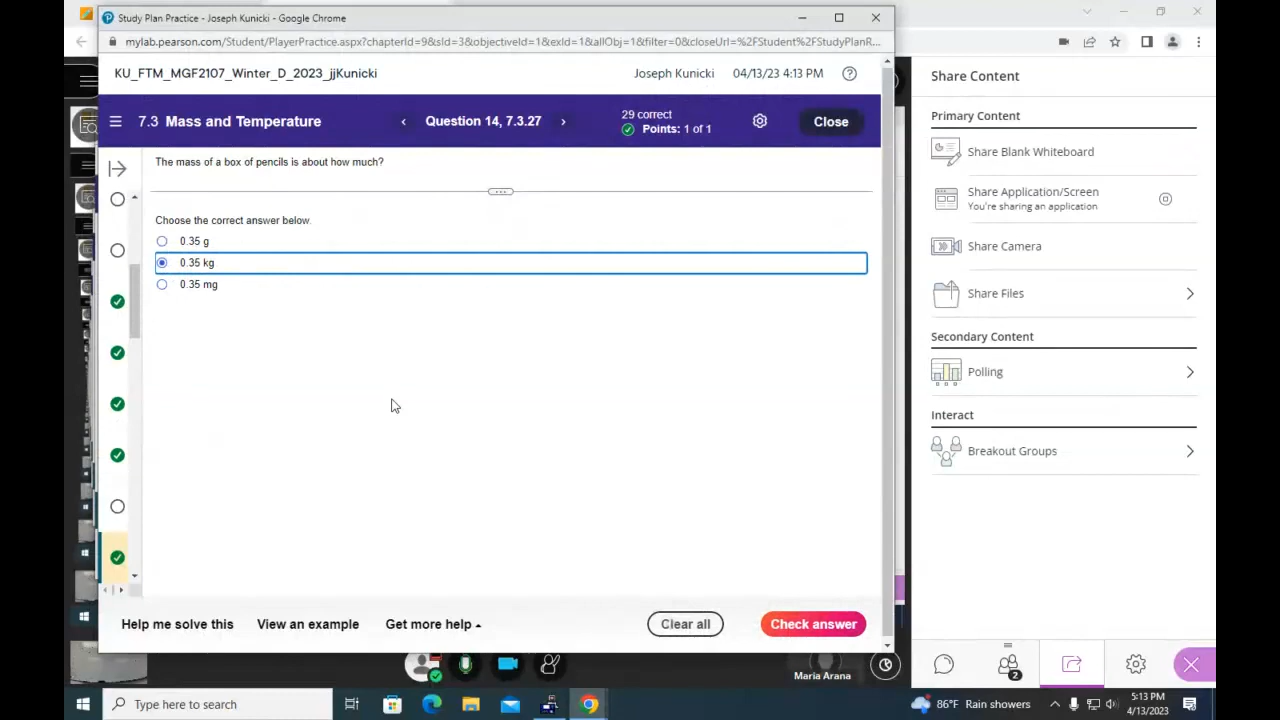 Study Plan Practice - Joseph Kunicki - Google Chrome
mylab.pearson.com/Student/PlayerPractice.aspx?chapterId=9&sId=3&objectiveId=1&exId=1&allObj=1&filter=0&closeUrl=%2FStudent%2FStudyPlanR...
KU_FTM_MGF2107_Winter_D_2023_jjKunicki
Joseph Kunicki
04/13/23 4:13 PM
7.3 Mass and Temperature
Question 14, 7.3.27
29 correct
Points: 1 of 1
Close
The mass of a box of pencils is about how much?
Choose the correct answer below.
0.35 g
0.35 kg
0.35 mg
Help me solve this
View an example
Get more help
Clear all
Check answer
Share Content
Primary Content
Share Blank Whiteboard
Share Application/Screen
You're sharing an application
Share Camera
Share Files
Secondary Content
Polling
Interact
Breakout Groups
2
Maria Arana
Type here to search
86°F Rain showers
5:13 PM
4/13/2023